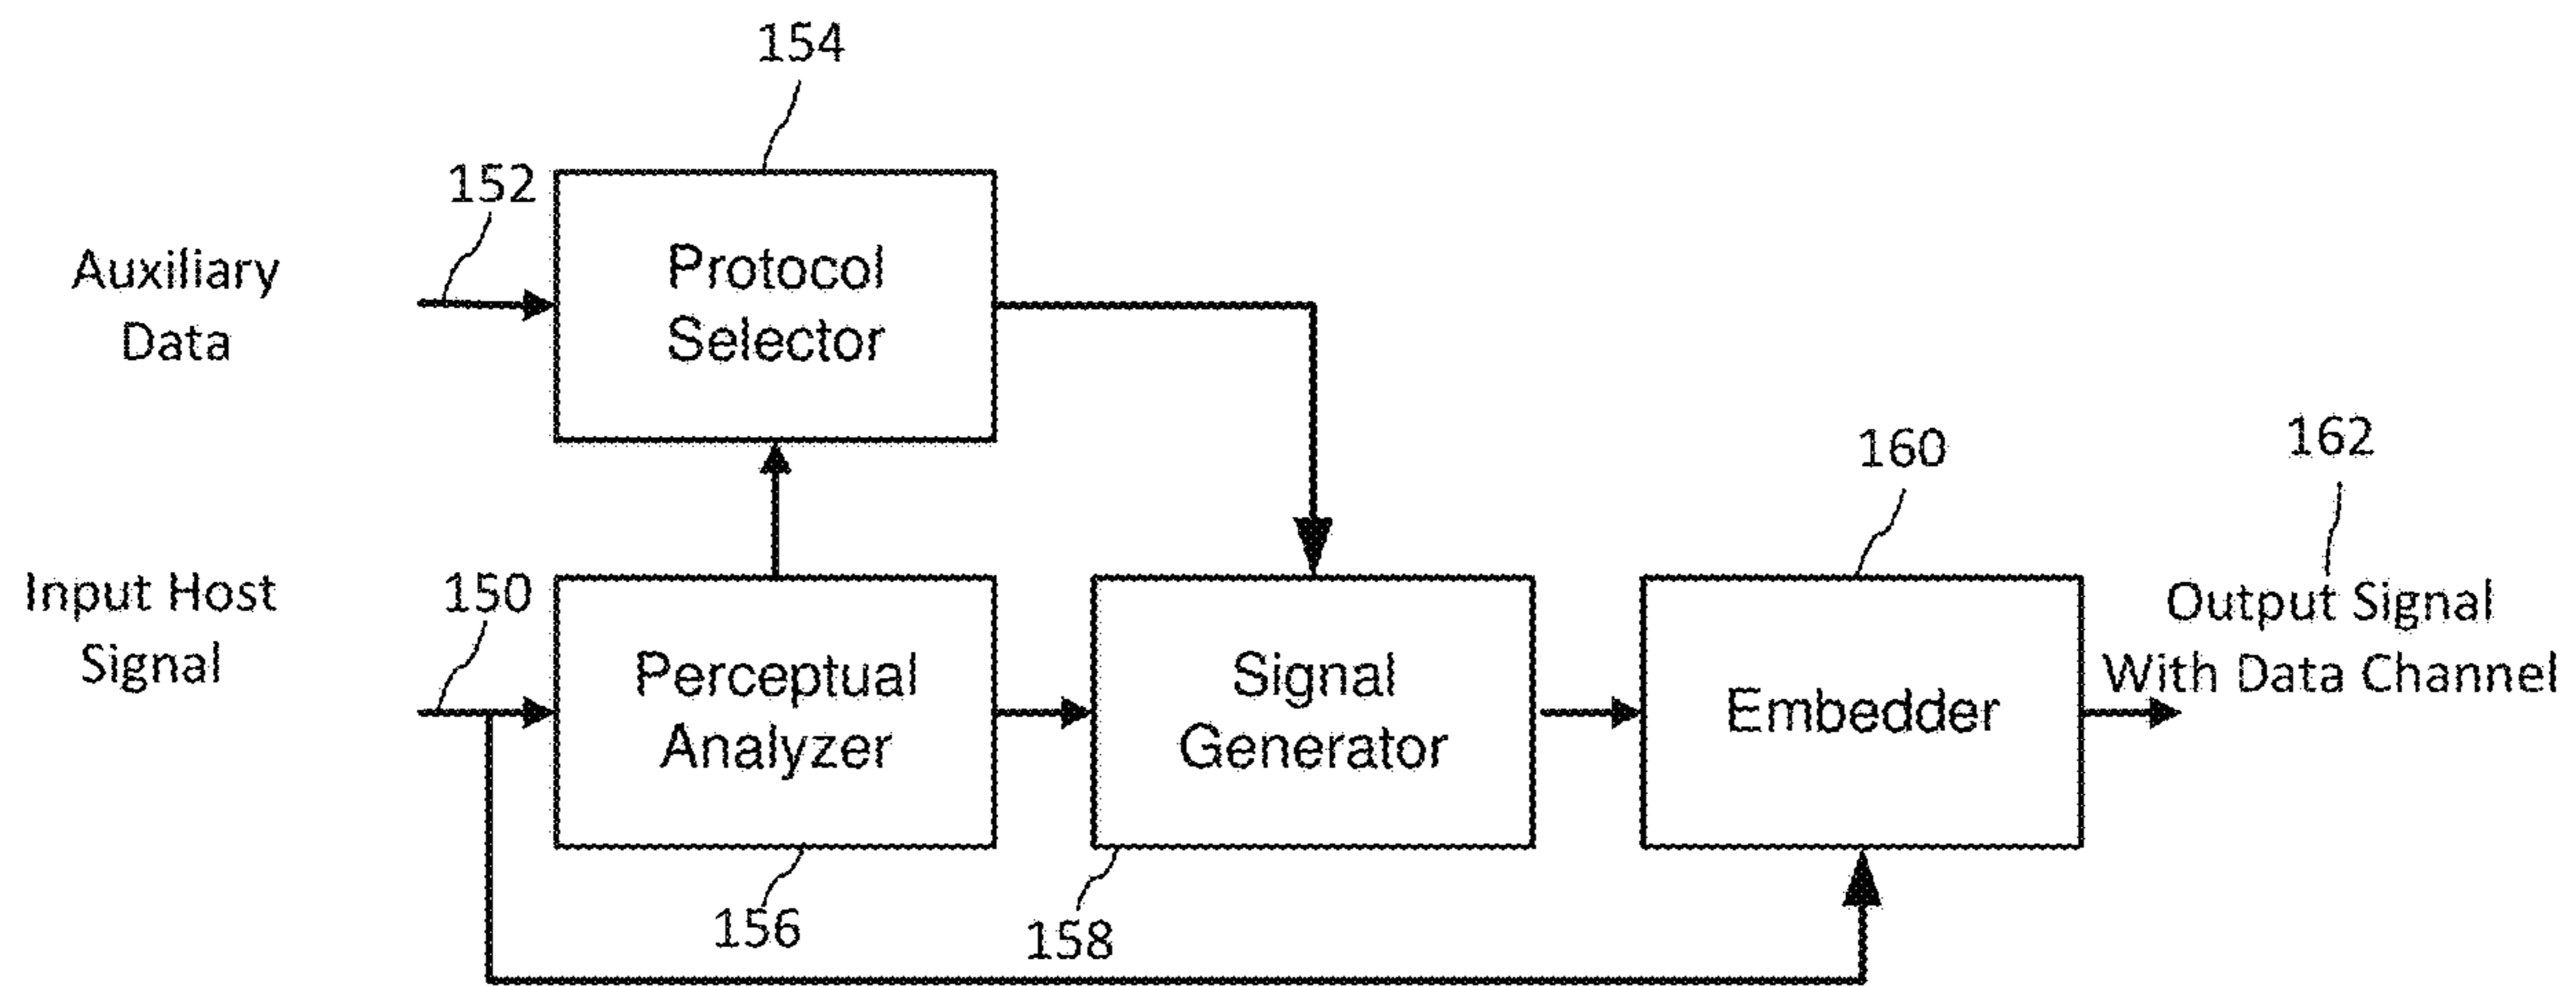 154
152
Auxiliary
Data
Protocol
Selector
160
162
Input Host
Signal
150
Perceptual
Analyzer
Signal
Generator
Embedder
Output Signal
With Data Channel
156
158